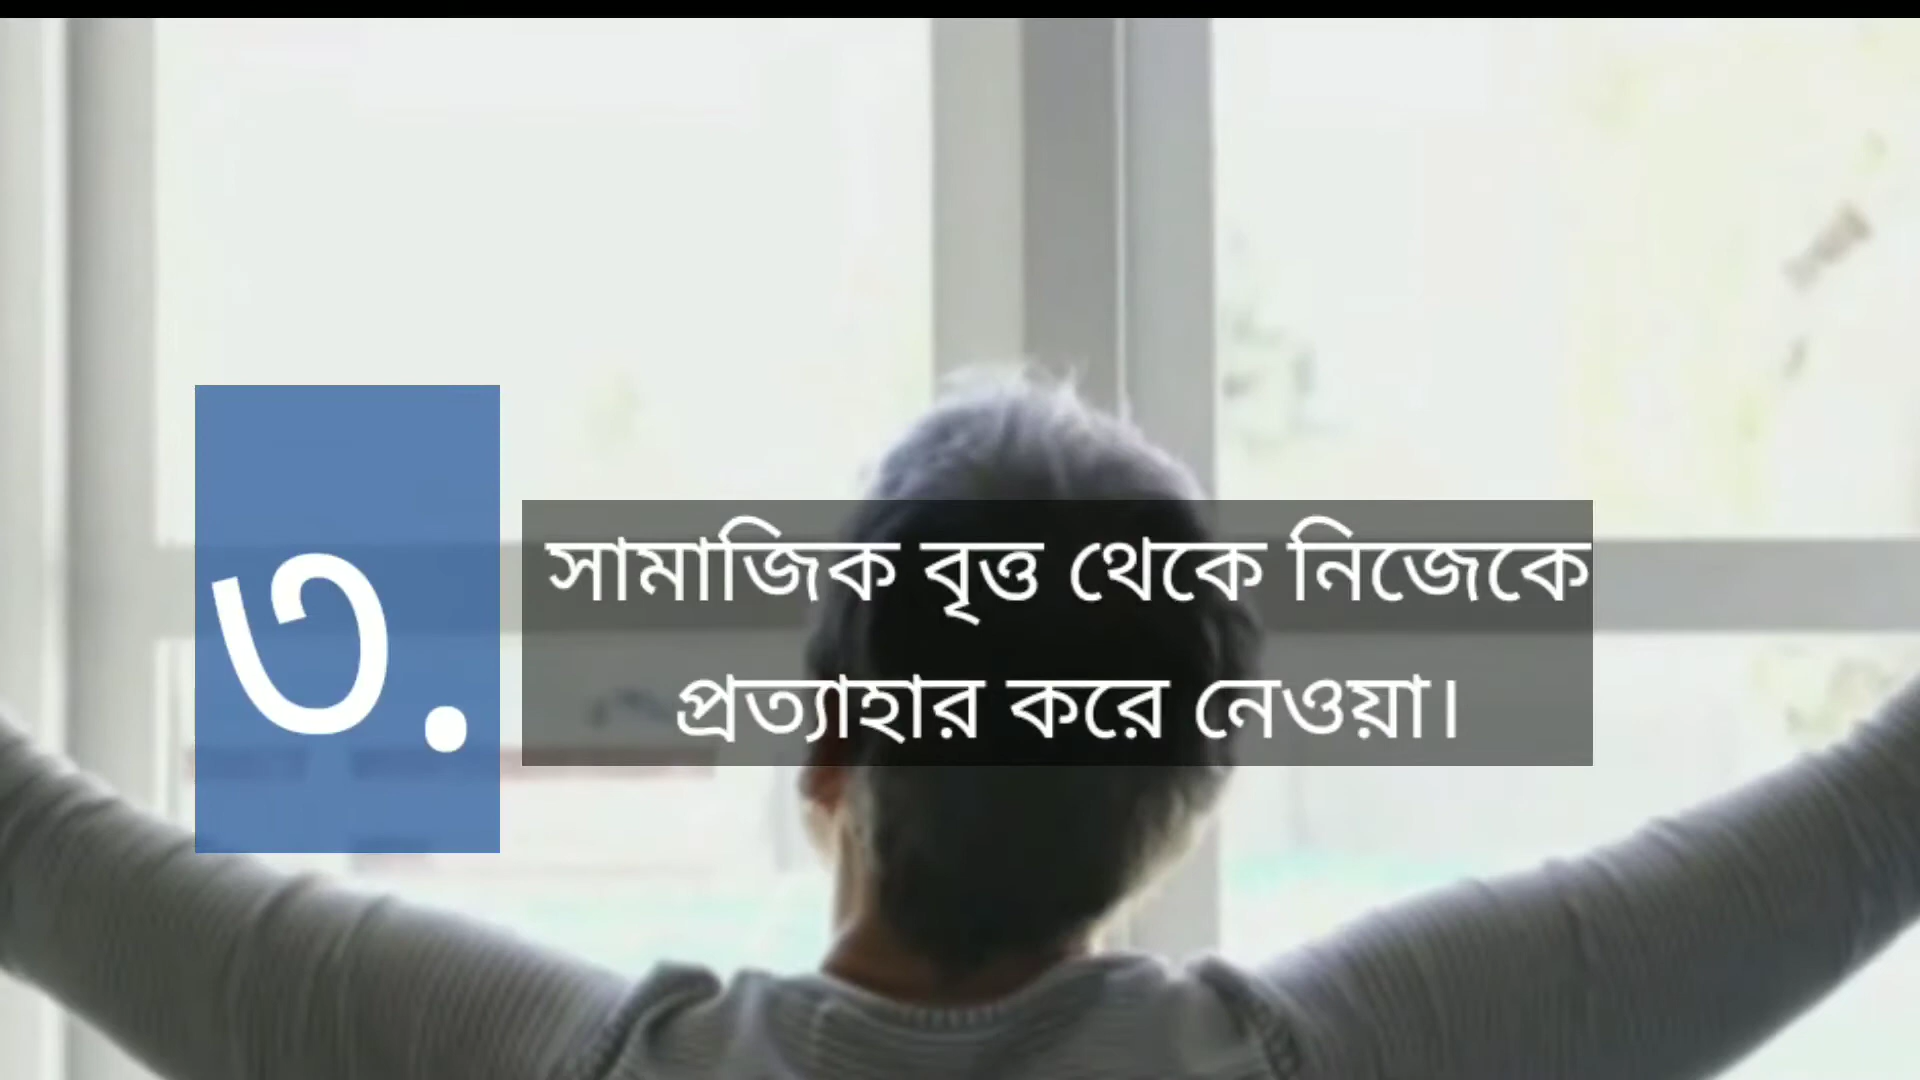 ৩.
সামাজিক বৃত্ত থেকে নিজেকে
প্রত্যাহার করে নেওয়া।